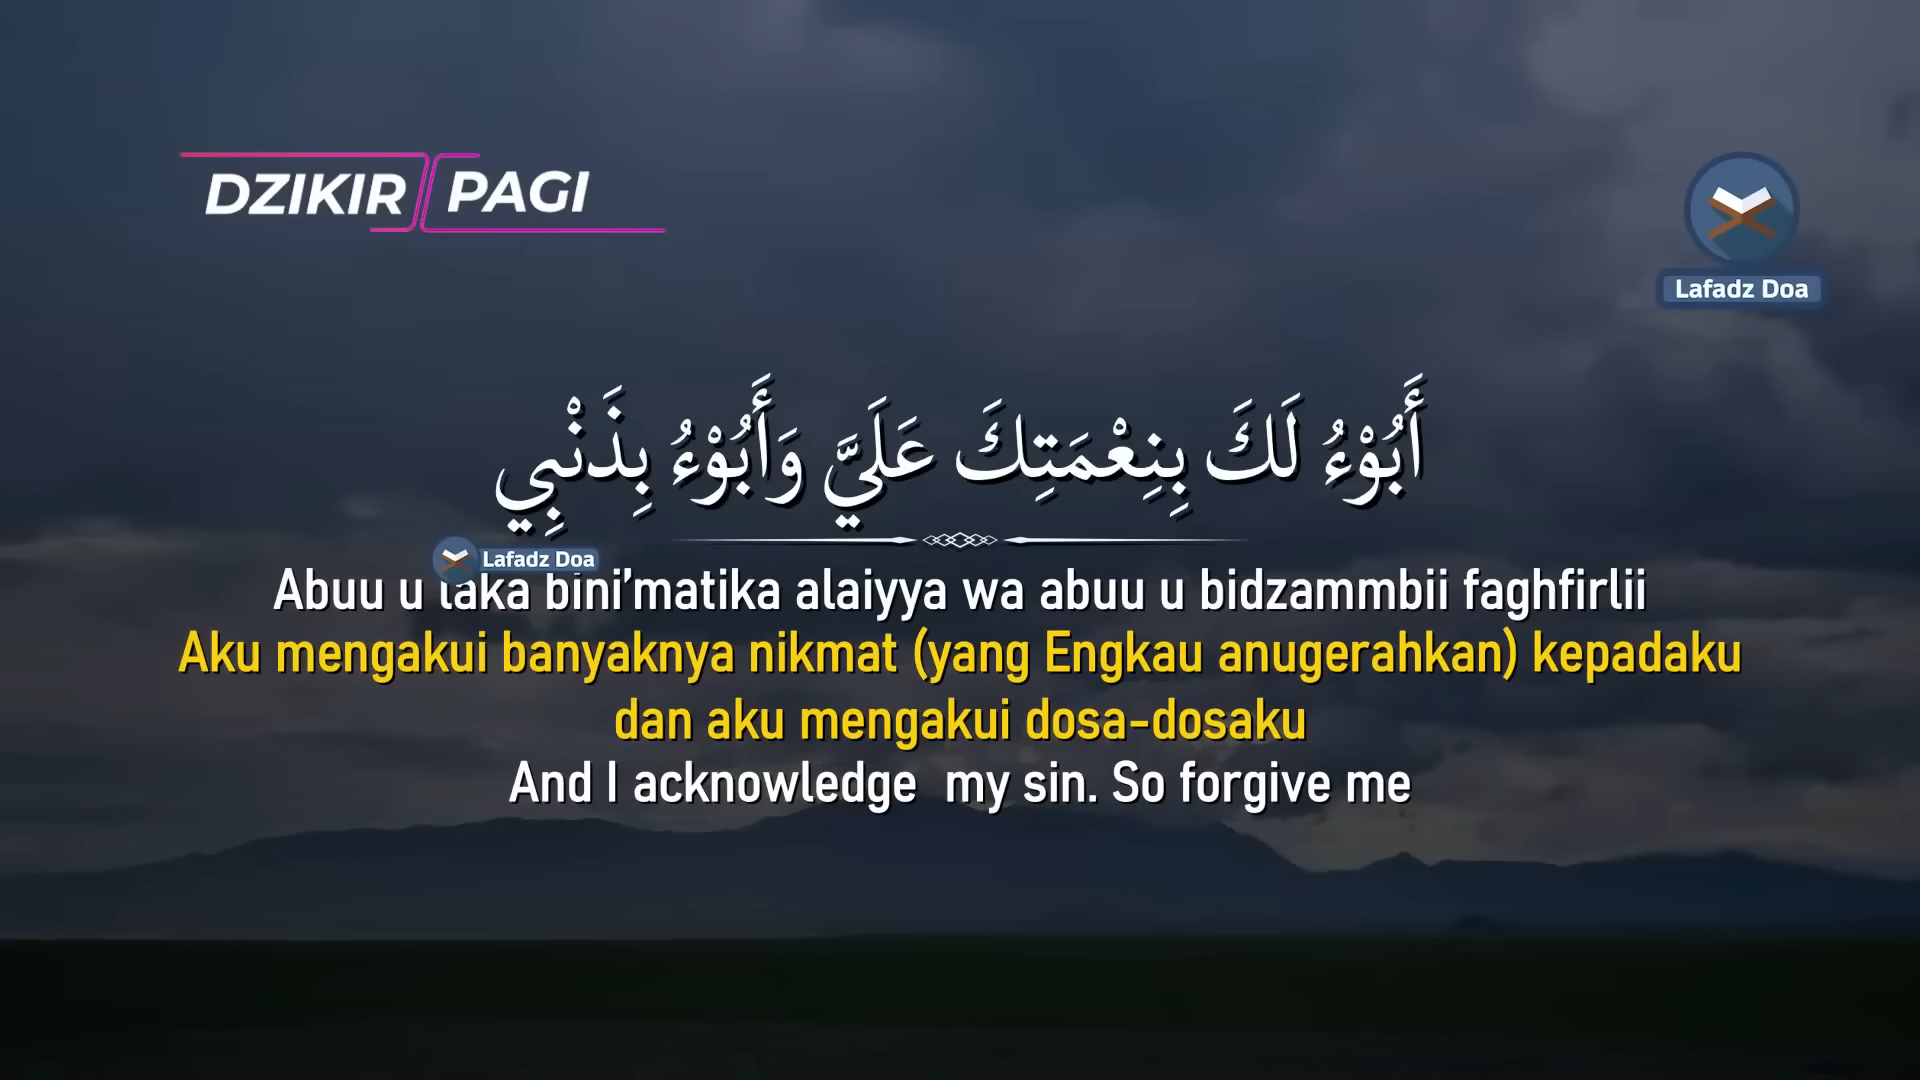 DZIKIR PAGI
Lafadz Doa
أَبُوْءُ لَكَ بِنِعْمَتِكَ عَلَيَّ وَأَبُوْءُ بِذَنْبِي
Lafadz Doa
Abuu u laka bini’matika alaiyya wa abuu u bidzammbii faghfirlii
Aku mengakui banyaknya nikmat (yang Engkau anugerahkan) kepadaku
dan aku mengakui dosa-dosaku
And I acknowledge  my sin. So forgive me